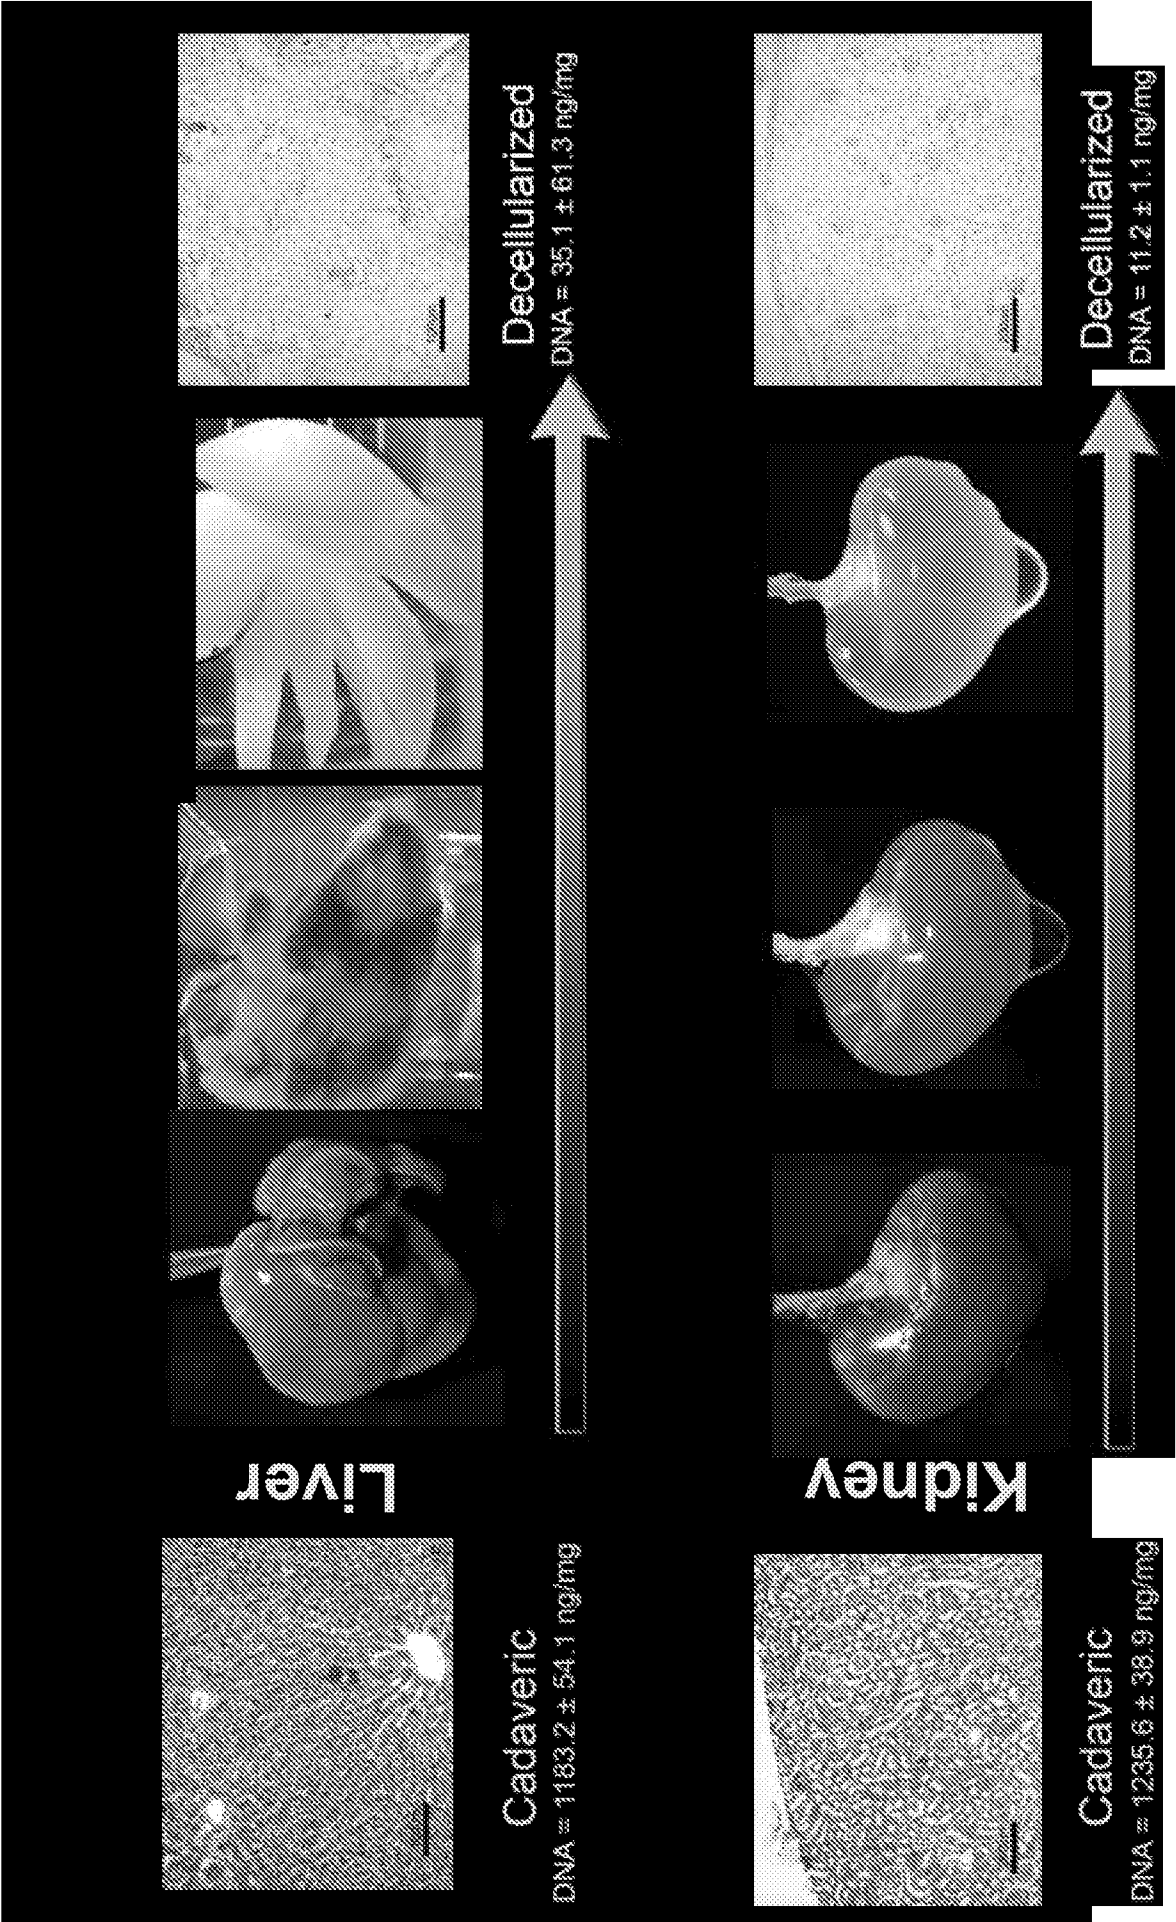 Liver
Cadaveric
DNA = 1183.2 ± 54.1 ng/mg
Decellularized
DNA = 35.1 ± 61.3 ng/mg
Kidney
Cadaveric
DNA = 1235.6 ± 38.9 ng/mg
Decellularized
DNA = 11.2 ± 1.1 ng/mg